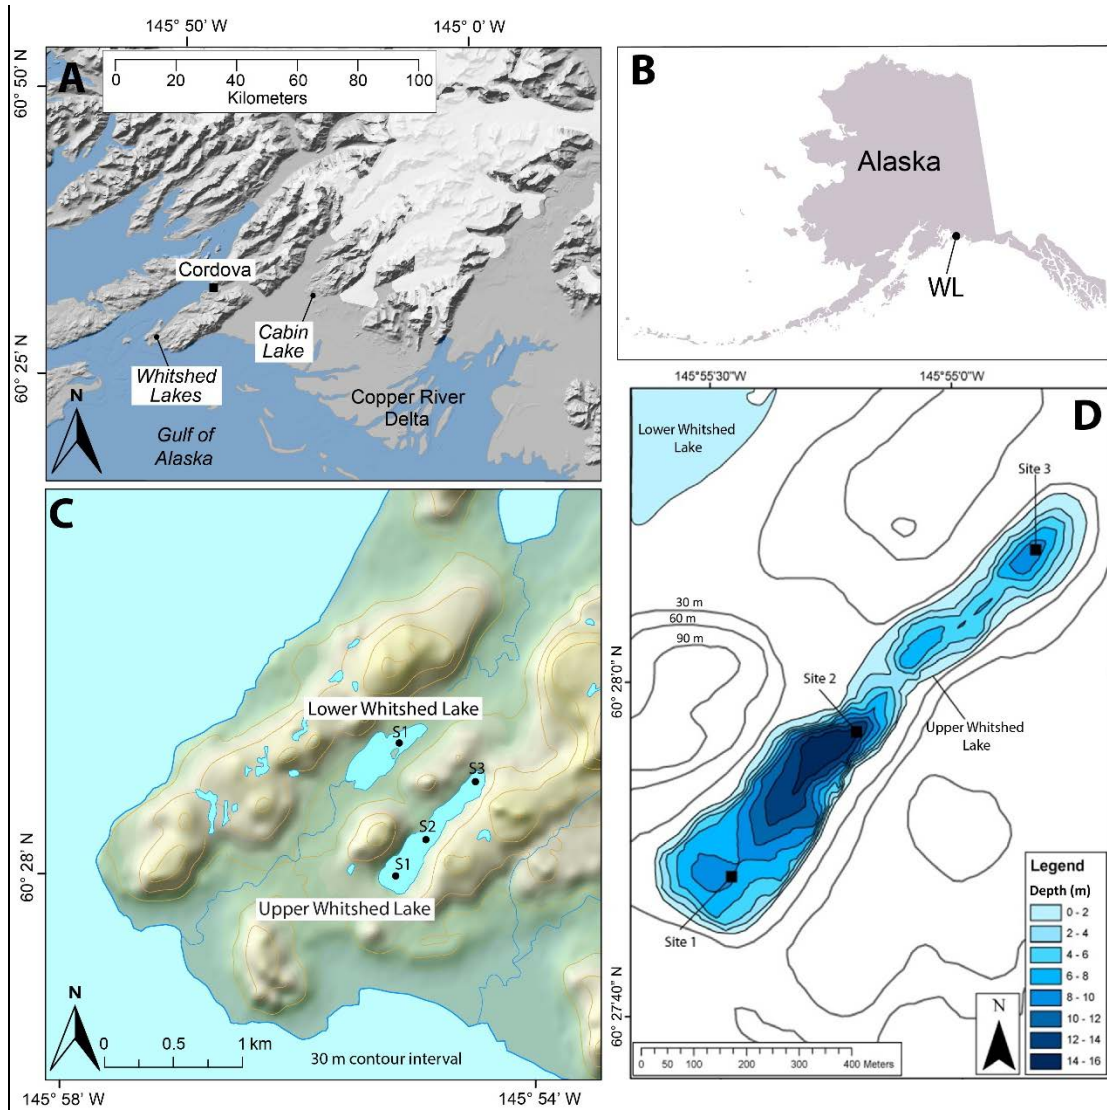 145° 50' W
145° 0' W
60° 50' N
60° 25' N
A
0 20 40 60 80 100
Kilometers
Cordova
Cabin
Lake
Whitshed
Lakes
Copper River
Delta
N
Gulf of
Alaska
B
Alaska
WL
C
Lower Whitshed Lake
S1
S3
S2
S1
Upper Whitshed Lake
60° 28' N
N
0 0.5 1 km
30 m contour interval
145° 58' W
145° 54' W
145°55'30"W
145°55'0"W
D
Lower Whitshed
Lake
Site 3
30 m
60 m
90 m
Site 2
Upper Whitshed
Lake
Site 1
60° 28' 0" N
60° 27'40" N
Legend
Depth (m)
0 - 2
2 - 4
4 - 6
6 - 8
8 - 10
10 - 12
12 - 14
14 - 16
N
0 50 100 200 300 400 Meters